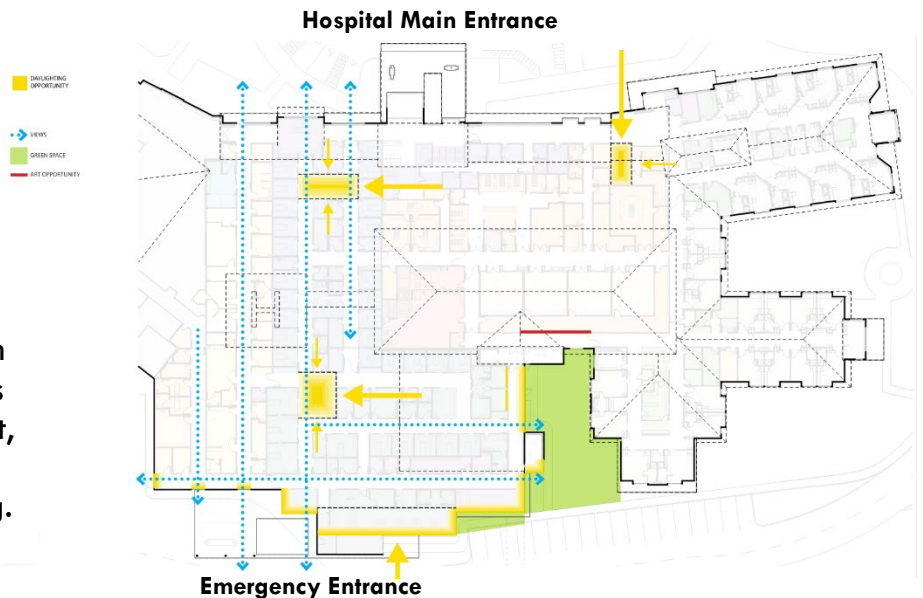 Hospital Main Entrance
DAYLIGHTING
OPPORTUNITY
VIEWS
GREEN SPACE
ART OPPORTUNITY
Emergency Entrance